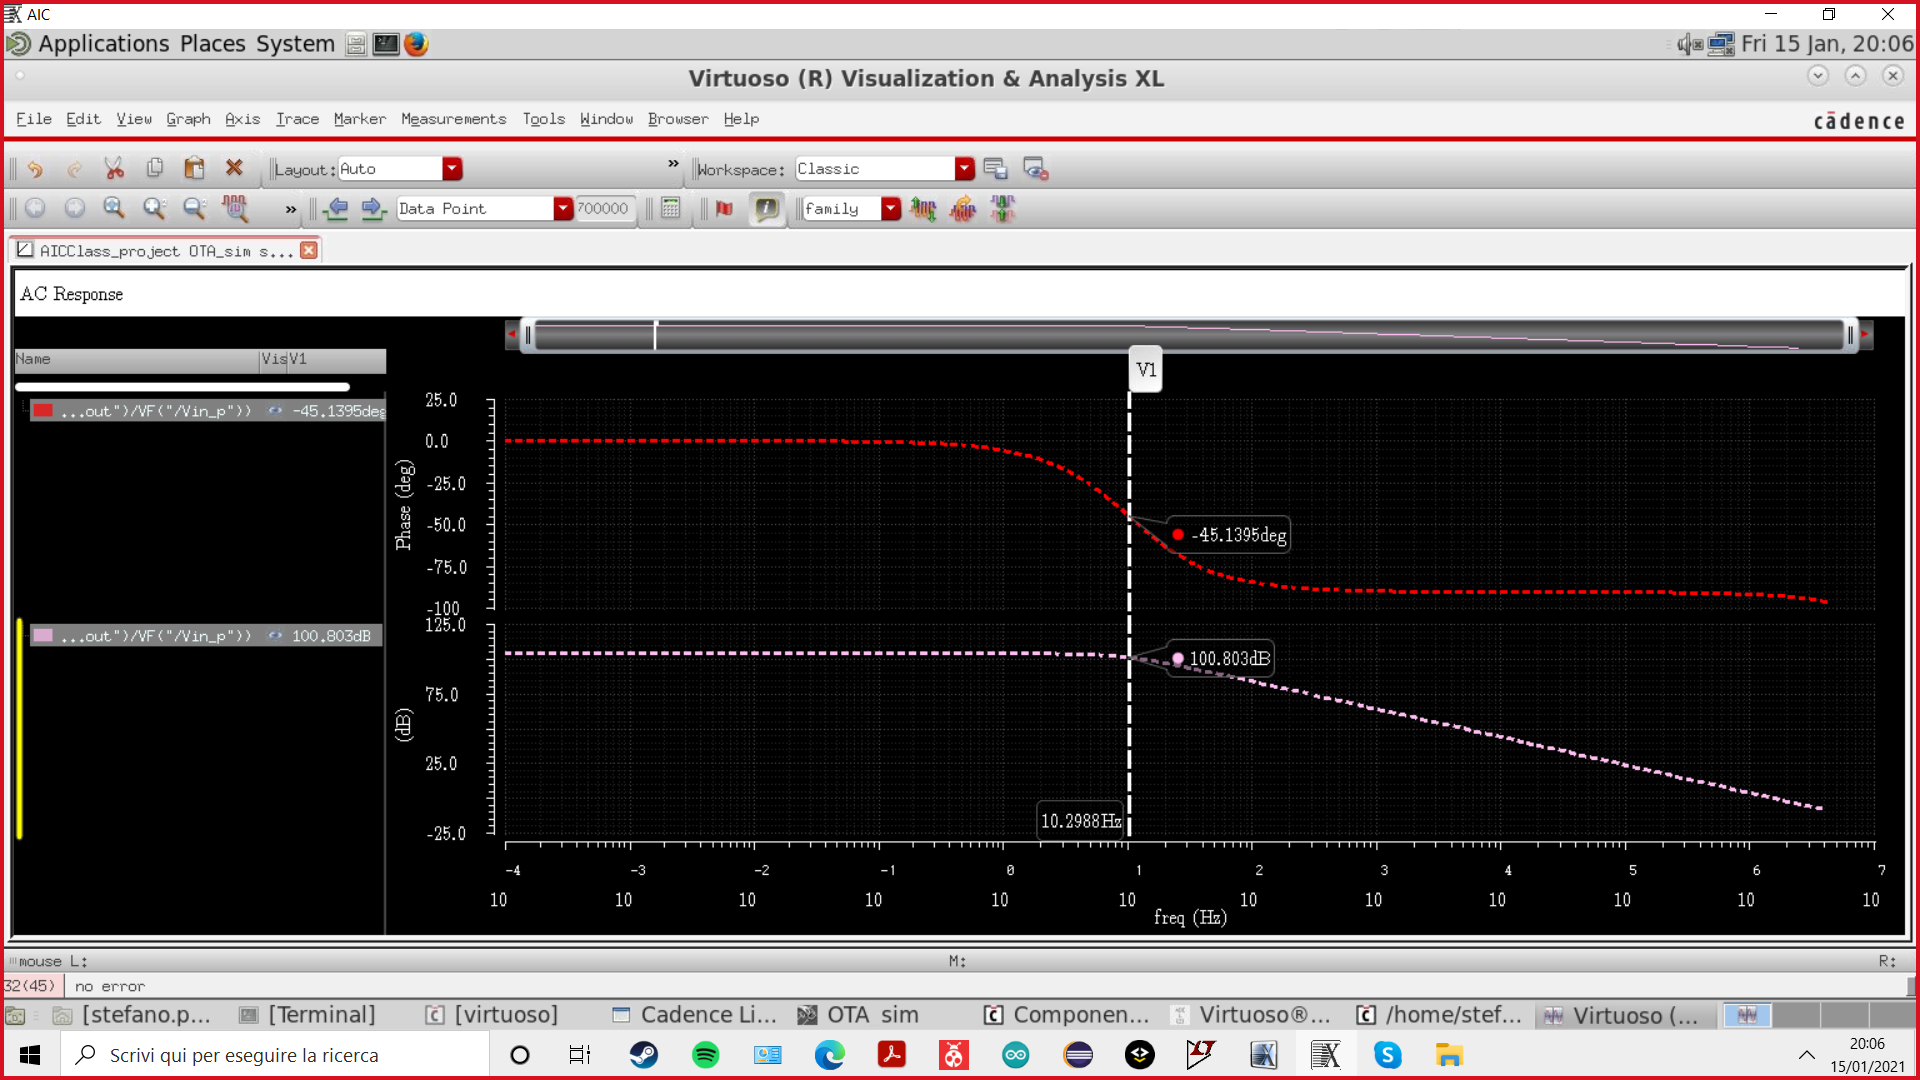 AIC
Applications Places System
Fri 15 Jan, 20:06
Virtuoso (R) Visualization & Analysis XL
File Edit View Graph Axis Trace Marker Measurements Tools Window Browser Help
cādence
Layout: Auto
»
Workspace: Classic
»
Data Point
700000
family
AICClass_project OTA_sim s...
AC Response
Name Vis V1
...out")/VF("/Vin_p")) -45.1395deg
...out")/VF("/Vin_p")) 100.803dB
V1
25.0
0.0
-25.0
-50.0
-75.0
-100
Phase (deg)
-45.1395deg
125.0
75.0
25.0
-25.0
(dB)
100.803dB
10.2988Hz
-4 -3 -2 -1 0 1 2 3 4 5 6 7
10 10 10 10 10 10 10 10 10 10 10 10
freq (Hz)
mouse L: M: R:
32(45) no error
[stefano.p... [Terminal] [virtuoso] Cadence Li... OTA sim Componen... Virtuoso®... /home/stef... Virtuoso (...
Scrivi qui per eseguire la ricerca
20:06
15/01/2021